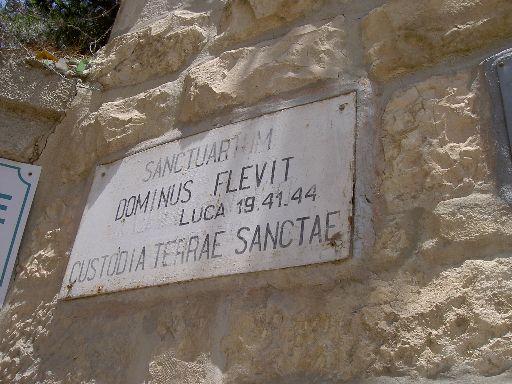 SANCTUARIUM
DOMINUS FLEVIT
LUCA 19.41.44
CUSTODIA TERRAE SANCTAE